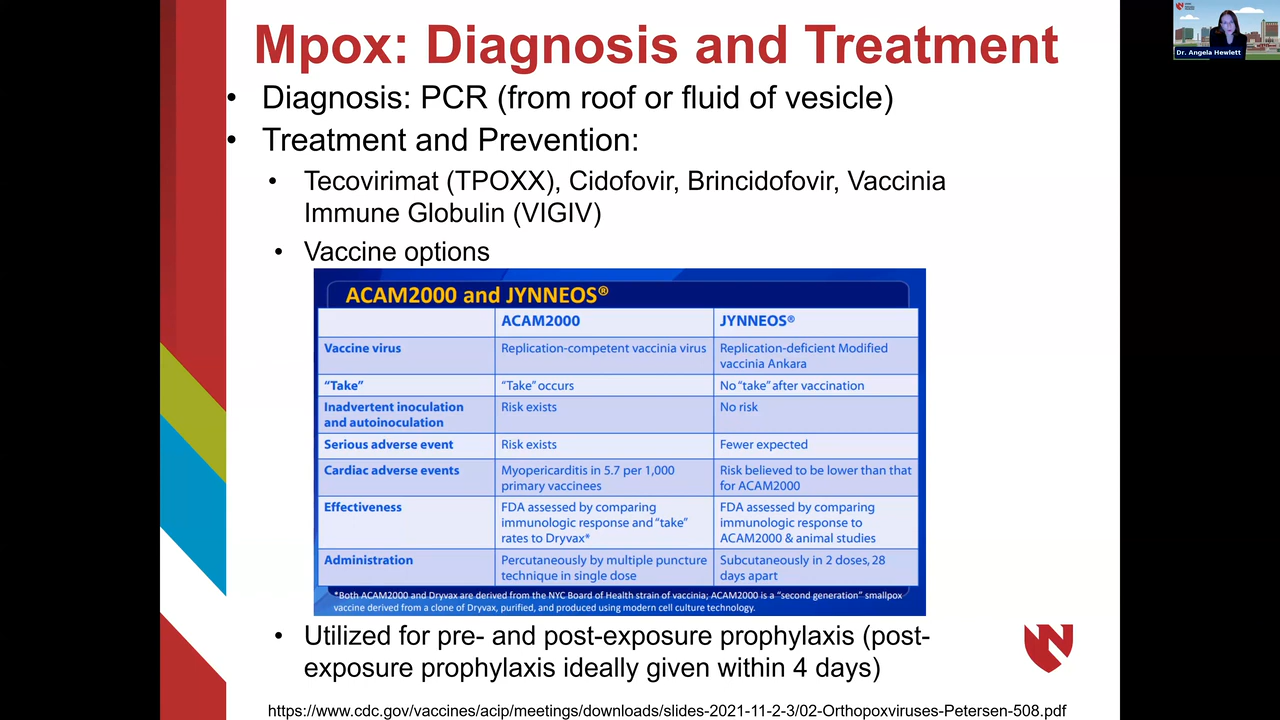 Mpox: Diagnosis and Treatment
• Diagnosis: PCR (from roof or fluid of vesicle)
• Treatment and Prevention:
• Tecovirimat (TPOXX), Cidofovir, Brincidofovir, Vaccinia
Immune Globulin (VIGIV)
• Vaccine options
ACAM2000 and JYNNEOS®
ACAM2000 JYNNEOS®
Vaccine virus Replication-competent vaccinia virus Replication-deficient Modified
vaccinia Ankara
“Take” “Take” occurs No “take” after vaccination
Inadvertent inoculation Risk exists No risk
and autoinoculation
Serious adverse event Risk exists Fewer expected
Cardiac adverse events Myopericarditis in 5.7 per 1,000 Risk believed to be lower than that
primary vaccinees for ACAM2000
Effectiveness FDA assessed by comparing FDA assessed by comparing
immunologic response and “take” immunologic response to
rates to Dryvax* ACAM2000 & animal studies
Administration Percutaneously by multiple puncture Subcutaneously in 2 doses, 28
technique in single dose days apart
*Both ACAM2000 and Dryvax are derived from the NYC Board of Health strain of vaccinia; ACAM2000 is a “second generation” smallpox
vaccine derived from a clone of Dryvax, purified, and produced using modern cell culture technology.
• Utilized for pre- and post-exposure prophylaxis (post-
exposure prophylaxis ideally given within 4 days)
https://www.cdc.gov/vaccines/acip/meetings/downloads/slides-2021-11-2-3/02-Orthopoxviruses-Petersen-508.pdf
Dr. Angela Hewlett